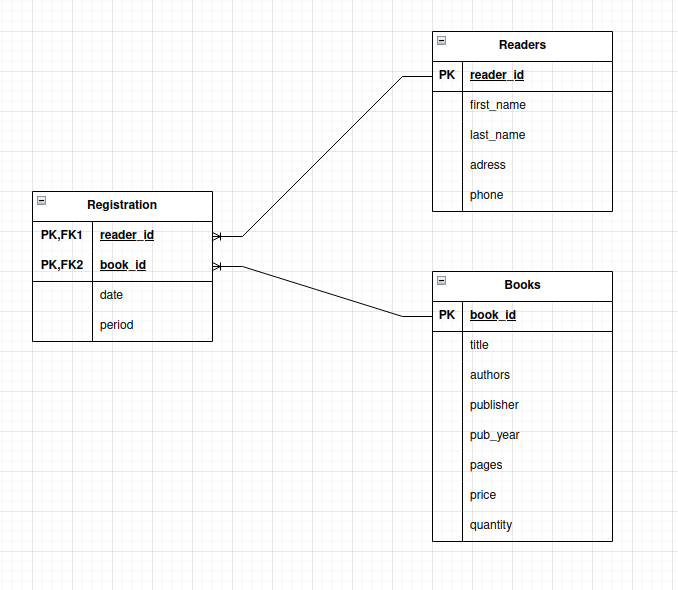 Readers
PK reader_id
first_name
last_name
adress
phone
Registration
PK,FK1 reader_id
PK,FK2 book_id
date
period
Books
PK book_id
title
authors
publisher
pub_year
pages
price
quantity